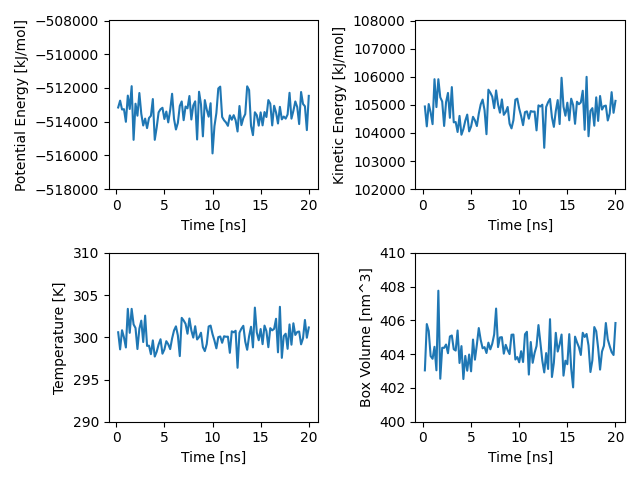 Potential Energy [kJ/mol]
−508000
−510000
−512000
−514000
−516000
−518000
0 5 10 15 20
Time [ns]
Kinetic Energy [kJ/mol]
108000
107000
106000
105000
104000
103000
102000
0 5 10 15 20
Time [ns]
Temperature [K]
310
305
300
295
290
0 5 10 15 20
Time [ns]
Box Volume [nm^3]
410
408
406
404
402
400
0 5 10 15 20
Time [ns]